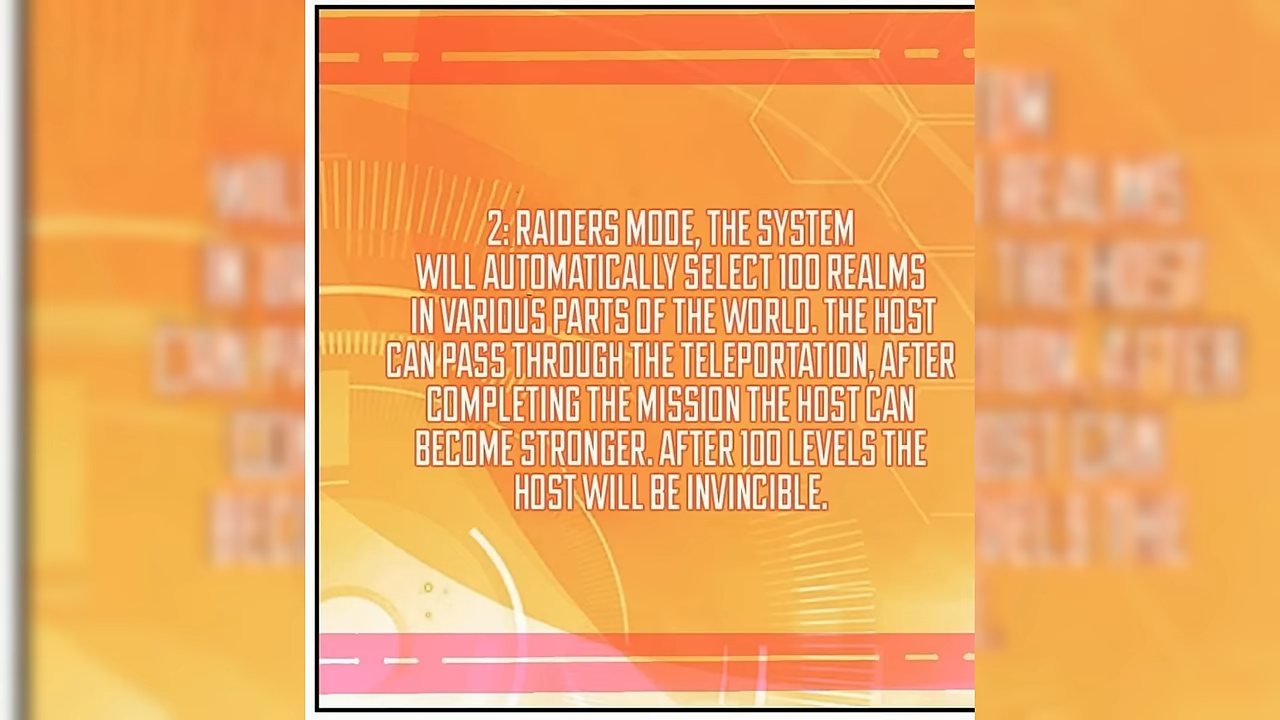 2: RAIDERS MODE, THE SYSTEM
WILL AUTOMATICALLY SELECT 100 REALMS
IN VARIOUS PARTS OF THE WORLD. THE HOST
CAN PASS THROUGH THE TELEPORTATION, AFTER
COMPLETING THE MISSION THE HOST CAN
BECOME STRONGER. AFTER 100 LEVELS THE
HOST WILL BE INVINCIBLE.